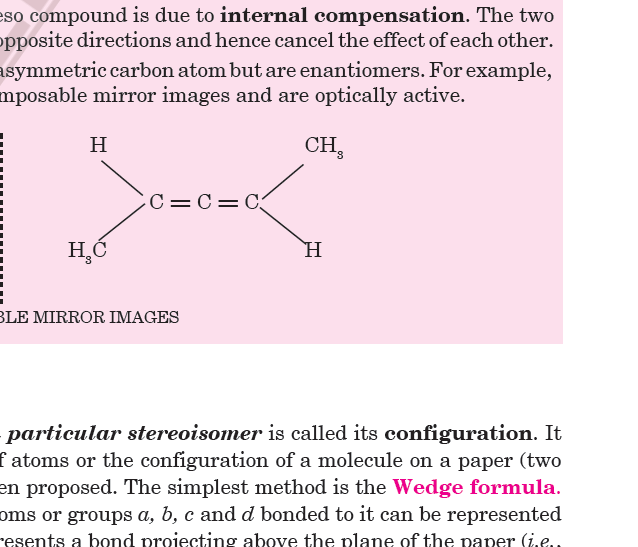 eso compound is due to internal compensation. The two
opposite directions and hence cancel the effect of each other.
asymmetric carbon atom but are enantiomers. For example,
mposable mirror images and are optically active.
H CH3
C = C = C
H3C H
BLE MIRROR IMAGES
particular stereoisomer is called its configuration. It
f atoms or the configuration of a molecule on a paper (two
en proposed. The simplest method is the Wedge formula.
oms or groups a, b, c and d bonded to it can be represented
resents a bond projecting above the plane of the paper (i.e.,